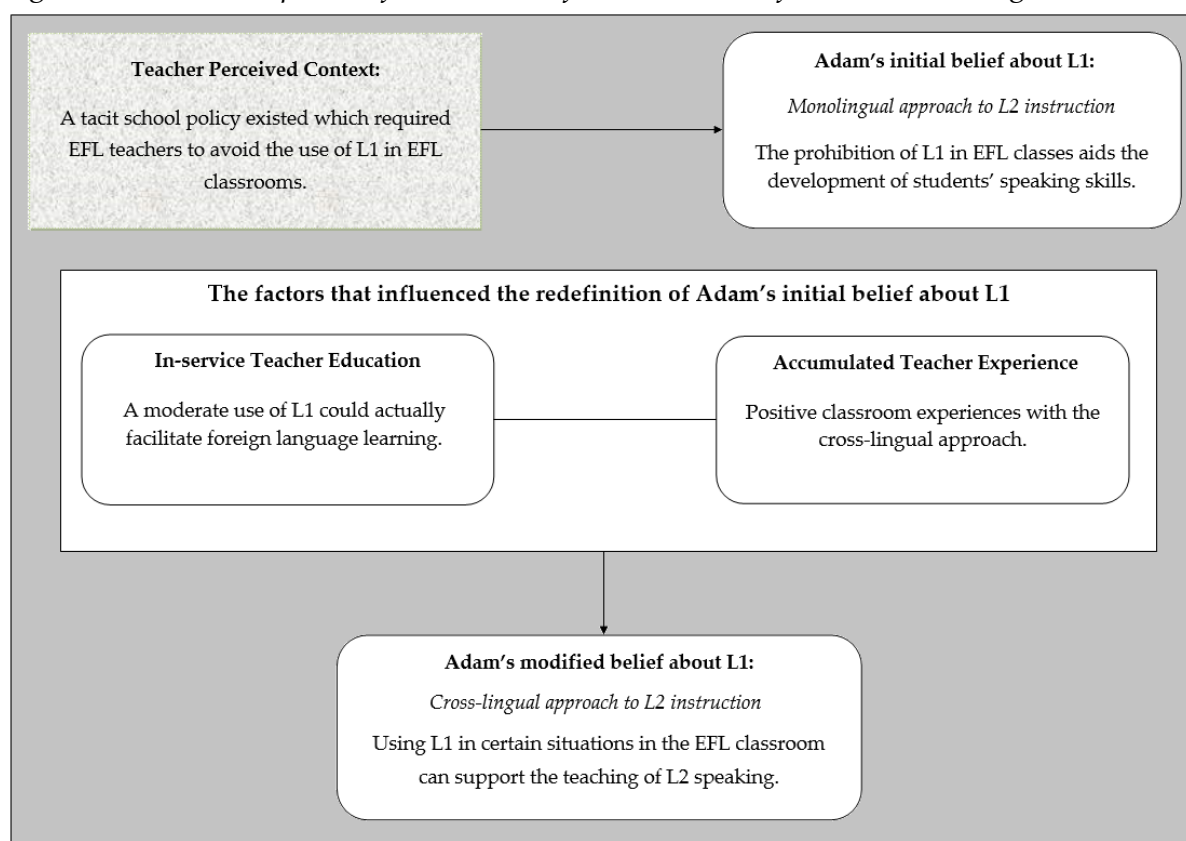 Teacher Perceived Context:
A tacit school policy existed which required
EFL teachers to avoid the use of L1 in EFL
classrooms.
Adam's initial belief about L1:
Monolingual approach to L2 instruction
The prohibition of L1 in EFL classes aids the
development of students' speaking skills.
The factors that influenced the redefinition of Adam's initial belief about L1
In-service Teacher Education
A moderate use of L1 could actually
facilitate foreign language learning.
Accumulated Teacher Experience
Positive classroom experiences with the
cross-lingual approach.
Adam's modified belief about L1:
Cross-lingual approach to L2 instruction
Using L1 in certain situations in the EFL classroom
can support the teaching of L2 speaking.